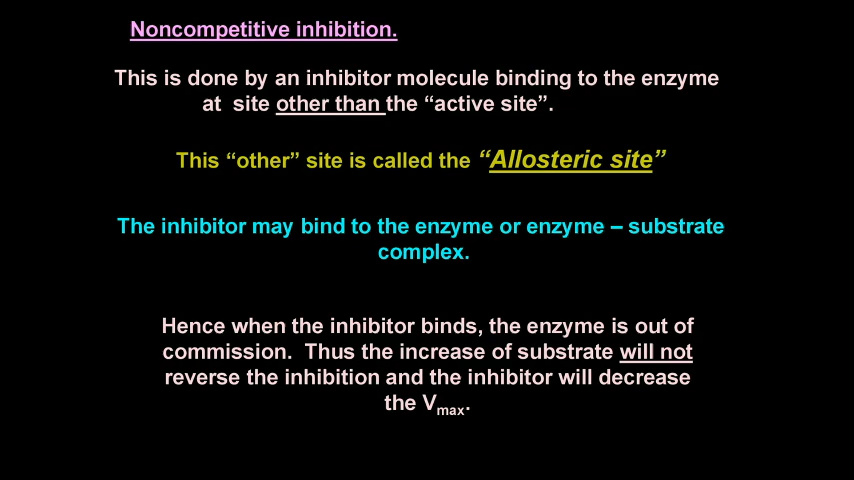 Noncompetitive inhibition.
This is done by an inhibitor molecule binding to the enzyme
at site other than the “active site”.
This “other” site is called the “Allosteric site”
The inhibitor may bind to the enzyme or enzyme – substrate
complex.
Hence when the inhibitor binds, the enzyme is out of
commission. Thus the increase of substrate will not
reverse the inhibition and the inhibitor will decrease
the Vmax.